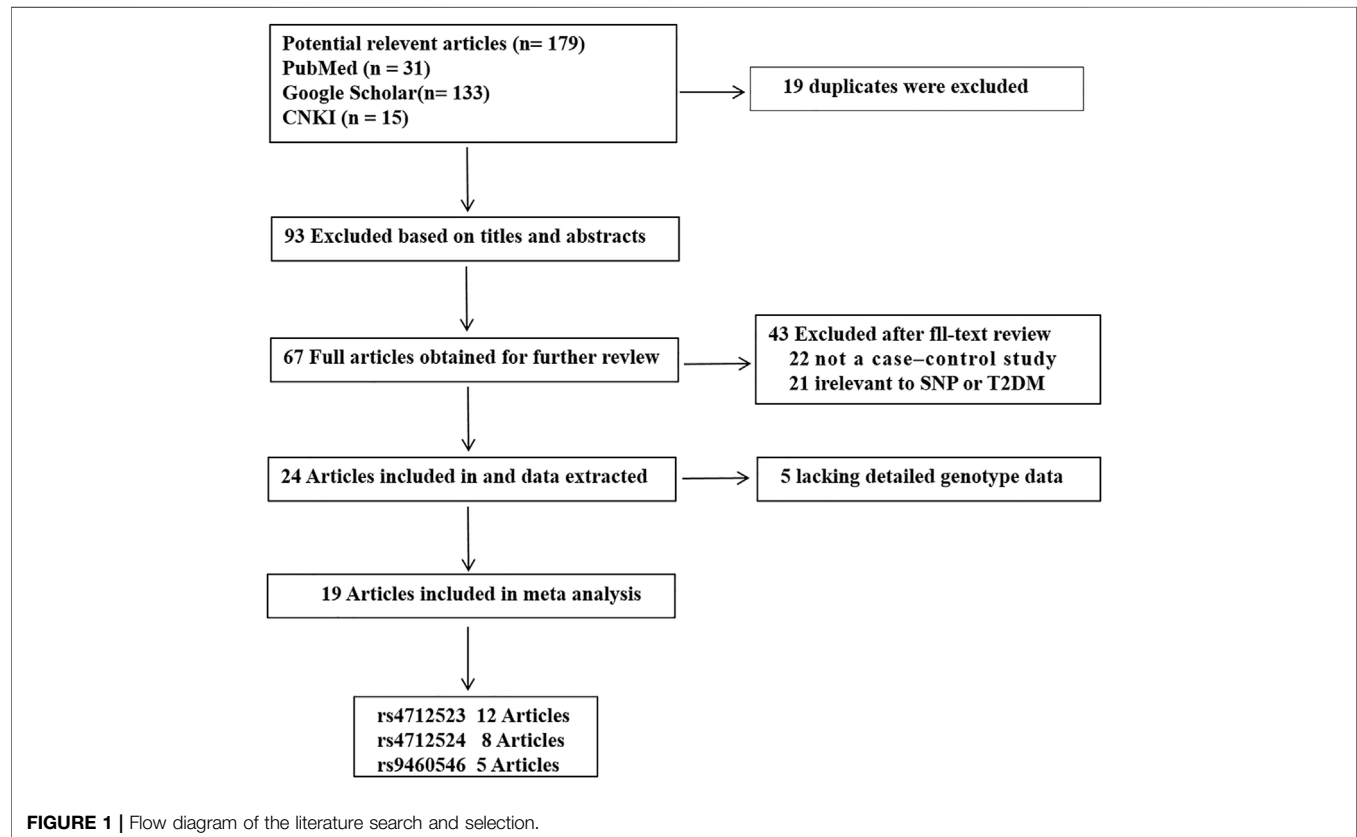 Potential relevent articles (n= 179)
PubMed (n = 31)
Google Scholar(n= 133)
CNKI (n = 15)
19 duplicates were excluded
93 Excluded based on titles and abstracts
67 Full articles obtained for further revlew
43 Excluded after fll-text review
22 not a case–control study
21 irelevant to SNP or T2DM
24 Articles included in and data extracted
5 lacking detailed genotype data
19 Articles included in meta analysis
rs4712523 12 Articles
rs4712524 8 Articles
rs9460546 5 Articles
FIGURE 1 | Flow diagram of the literature search and selection.